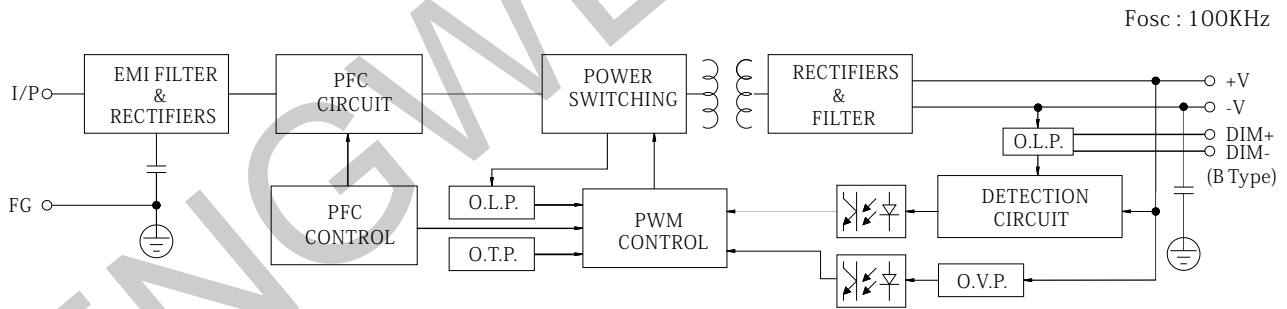 Fosc : 100KHz
I/P
EMI FILTER
&
RECTIFIERS
PFC
CIRCUIT
POWER
SWITCHING
RECTIFIERS
&
FILTER
+V
-V
DIM+
DIM-
(B Type)
O.L.P.
FG
PFC
CONTROL
O.L.P.
O.T.P.
PWM
CONTROL
DETECTION
CIRCUIT
O.V.P.